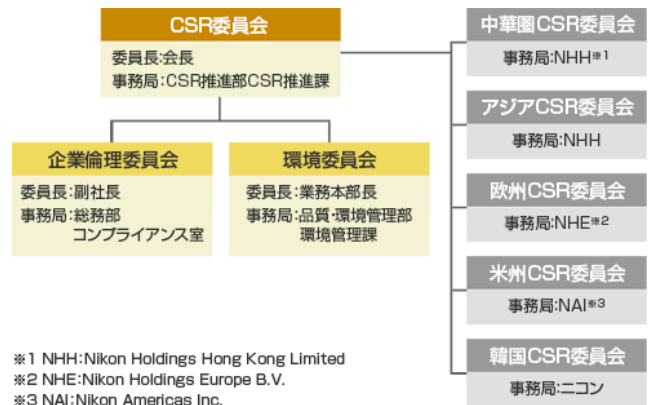 CSR委員会
委員長:会長
事務局:CSR推進部CSR推進課
企業倫理委員会
委員長:副社長
事務局:総務部
コンプライアンス室
環境委員会
委員長:業務本部長
事務局:品質・環境管理部
環境管理課
中華圏CSR委員会
事務局:NHH※1
アジアCSR委員会
事務局:NHH
欧州CSR委員会
事務局:NHE※2
米州CSR委員会
事務局:NAI※3
韓国CSR委員会
事務局:ニコン
※1 NHH:Nikon Holdings Hong Kong Limited
※2 NHE:Nikon Holdings Europe B.V.
※3 NAI:Nikon Americas Inc.